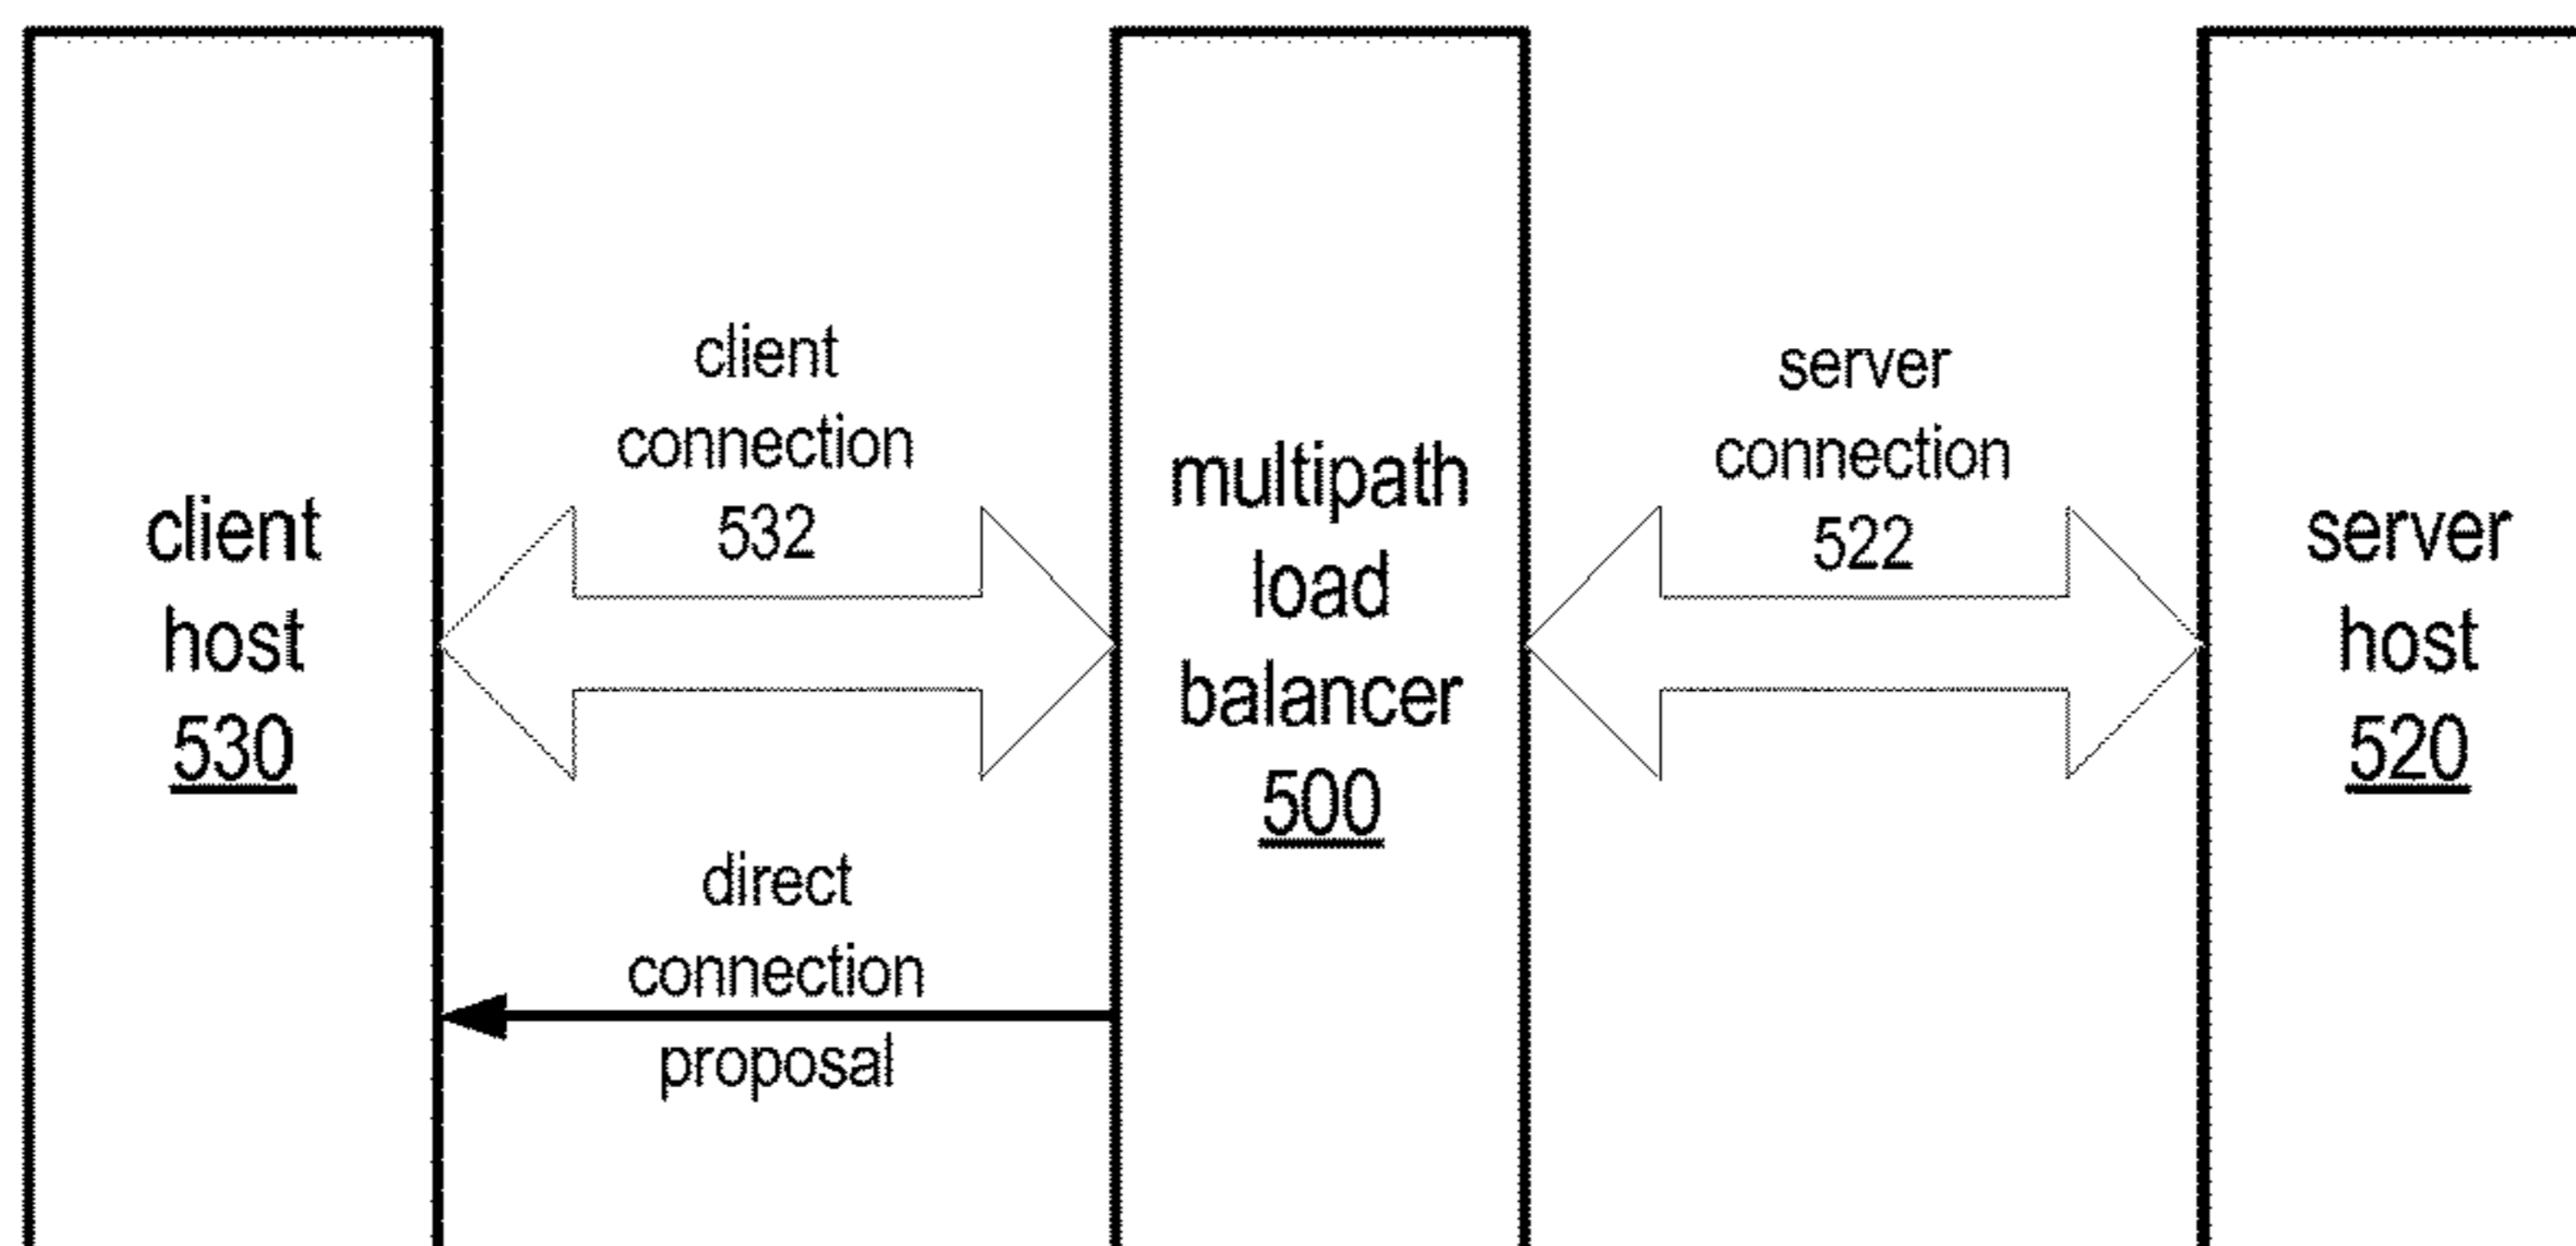 client
host
530
client
connection
532
direct
connection
proposal
multipath
load
balancer
500
server
connection
522
server
host
520